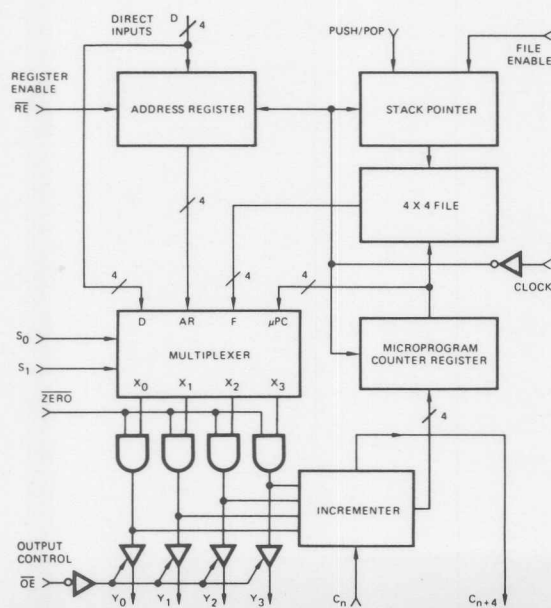 DIRECT
INPUTS
D
4
PUSH/POP
FILE
ENABLE
REGISTER
ENABLE
RE
ADDRESS REGISTER
STACK POINTER
4
4 X 4 FILE
4
4
4
CLOCK
D AR F μPC
MULTIPLEXER
X0 X1 X2 X3
S0
S1
MICROPROGRAM
COUNTER REGISTER
ZERO
4
INCREMENTER
OUTPUT
CONTROL
OE
Y0 Y1 Y2 Y3
Cn
Cn+4